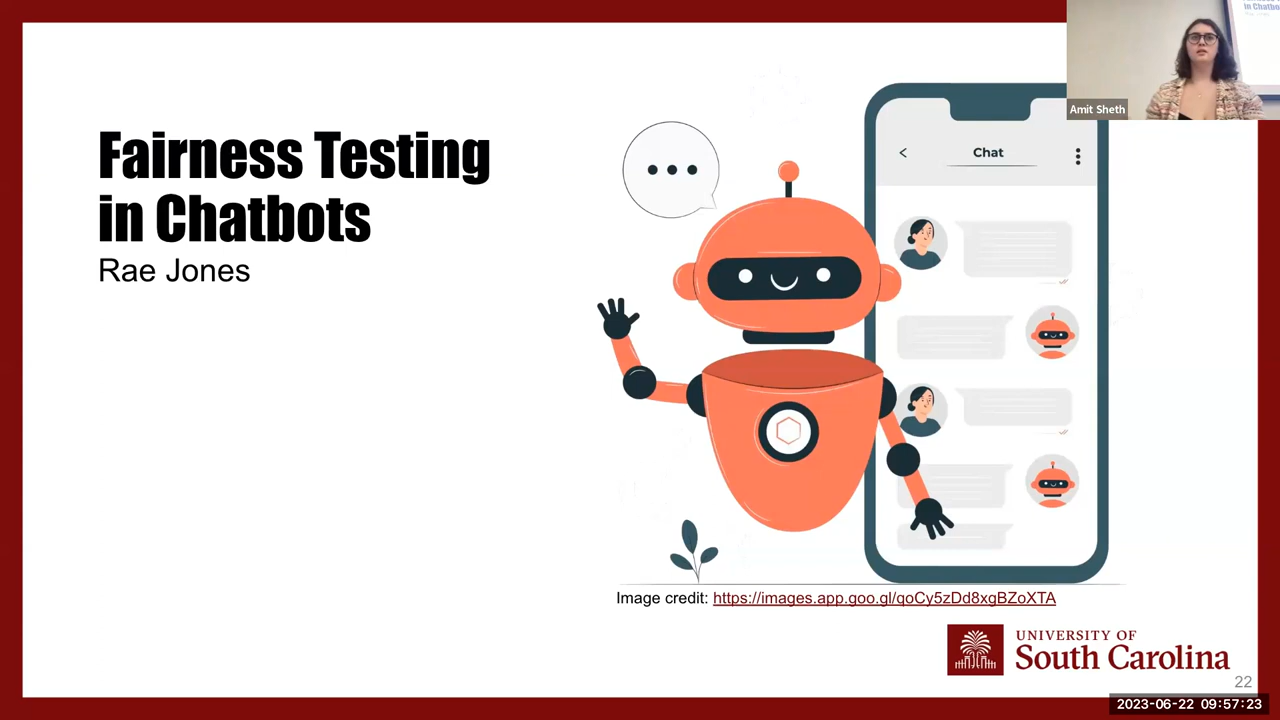 Fairness Testing
in Chatbots
Rae Jones
Chat
Amit Sheth
Image credit: https://images.app.goo.gl/qoCy5zDd8xgBZoXTA
UNIVERSITY OF
South Carolina
22
2023-06-22 09:57:23